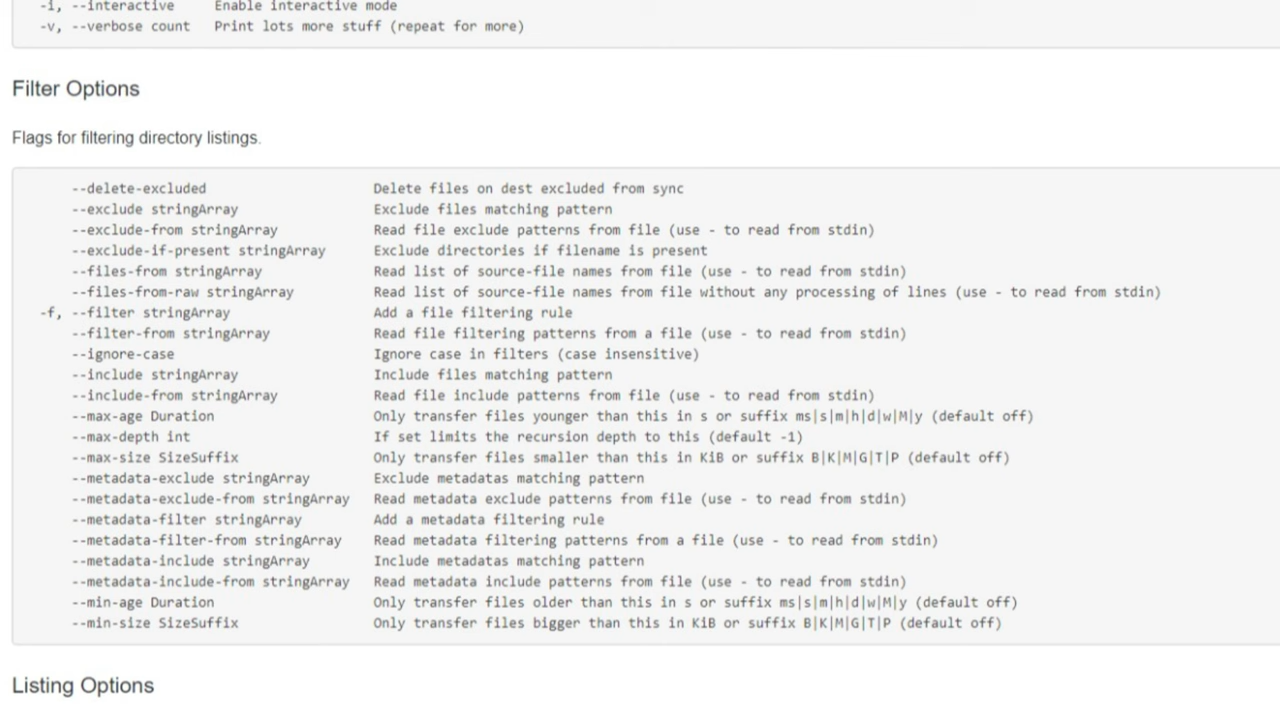 -i, --interactive Enable interactive mode
-v, --verbose count Print lots more stuff (repeat for more)
Filter Options
Flags for filtering directory listings.
--delete-excluded Delete files on dest excluded from sync
--exclude stringArray Exclude files matching pattern
--exclude-from stringArray Read file exclude patterns from file (use - to read from stdin)
--exclude-if-present stringArray Exclude directories if filename is present
--files-from stringArray Read list of source-file names from file (use - to read from stdin)
--files-from-raw stringArray Read list of source-file names from file without any processing of lines (use - to read from stdin)
-f, --filter stringArray Add a file filtering rule
--filter-from stringArray Read file filtering patterns from a file (use - to read from stdin)
--ignore-case Ignore case in filters (case insensitive)
--include stringArray Include files matching pattern
--include-from stringArray Read file include patterns from file (use - to read from stdin)
--max-age Duration Only transfer files younger than this in s or suffix ms|s|m|h|d|w|M|y (default off)
--max-depth int If set limits the recursion depth to this (default -1)
--max-size SizeSuffix Only transfer files smaller than this in KiB or suffix B|K|M|G|T|P (default off)
--metadata-exclude stringArray Exclude metadatas matching pattern
--metadata-exclude-from stringArray Read metadata exclude patterns from file (use - to read from stdin)
--metadata-filter stringArray Add a metadata filtering rule
--metadata-filter-from stringArray Read metadata filtering patterns from a file (use - to read from stdin)
--metadata-include stringArray Include metadatas matching pattern
--metadata-include-from stringArray Read metadata include patterns from file (use - to read from stdin)
--min-age Duration Only transfer files older than this in s or suffix ms|s|m|h|d|w|M|y (default off)
--min-size SizeSuffix Only transfer files bigger than this in KiB or suffix B|K|M|G|T|P (default off)
Listing Options